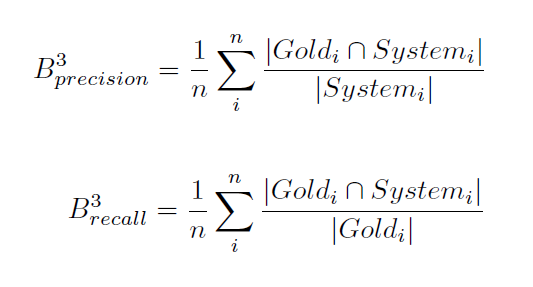 B^3_{precision} = \frac{1}{n} \sum_{i}^{n} \frac{|Gold_i \cap System_i|}{|System_i|}
B^3_{recall} = \frac{1}{n} \sum_{i}^{n} \frac{|Gold_i \cap System_i|}{|Gold_i|}